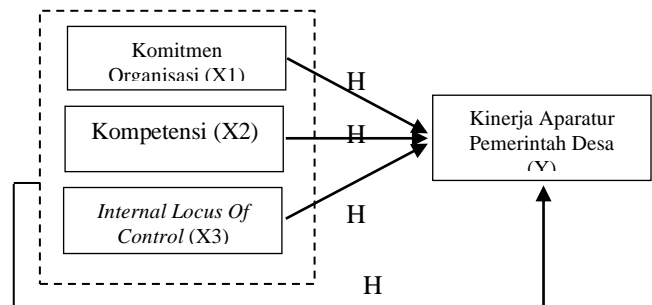 Komitmen
Organisasi (X1)
H
Kompetensi (X2)
H
Kinerja Aparatur
Pemerintah Desa
(Y)
Internal Locus Of
Control (X3)
H
H